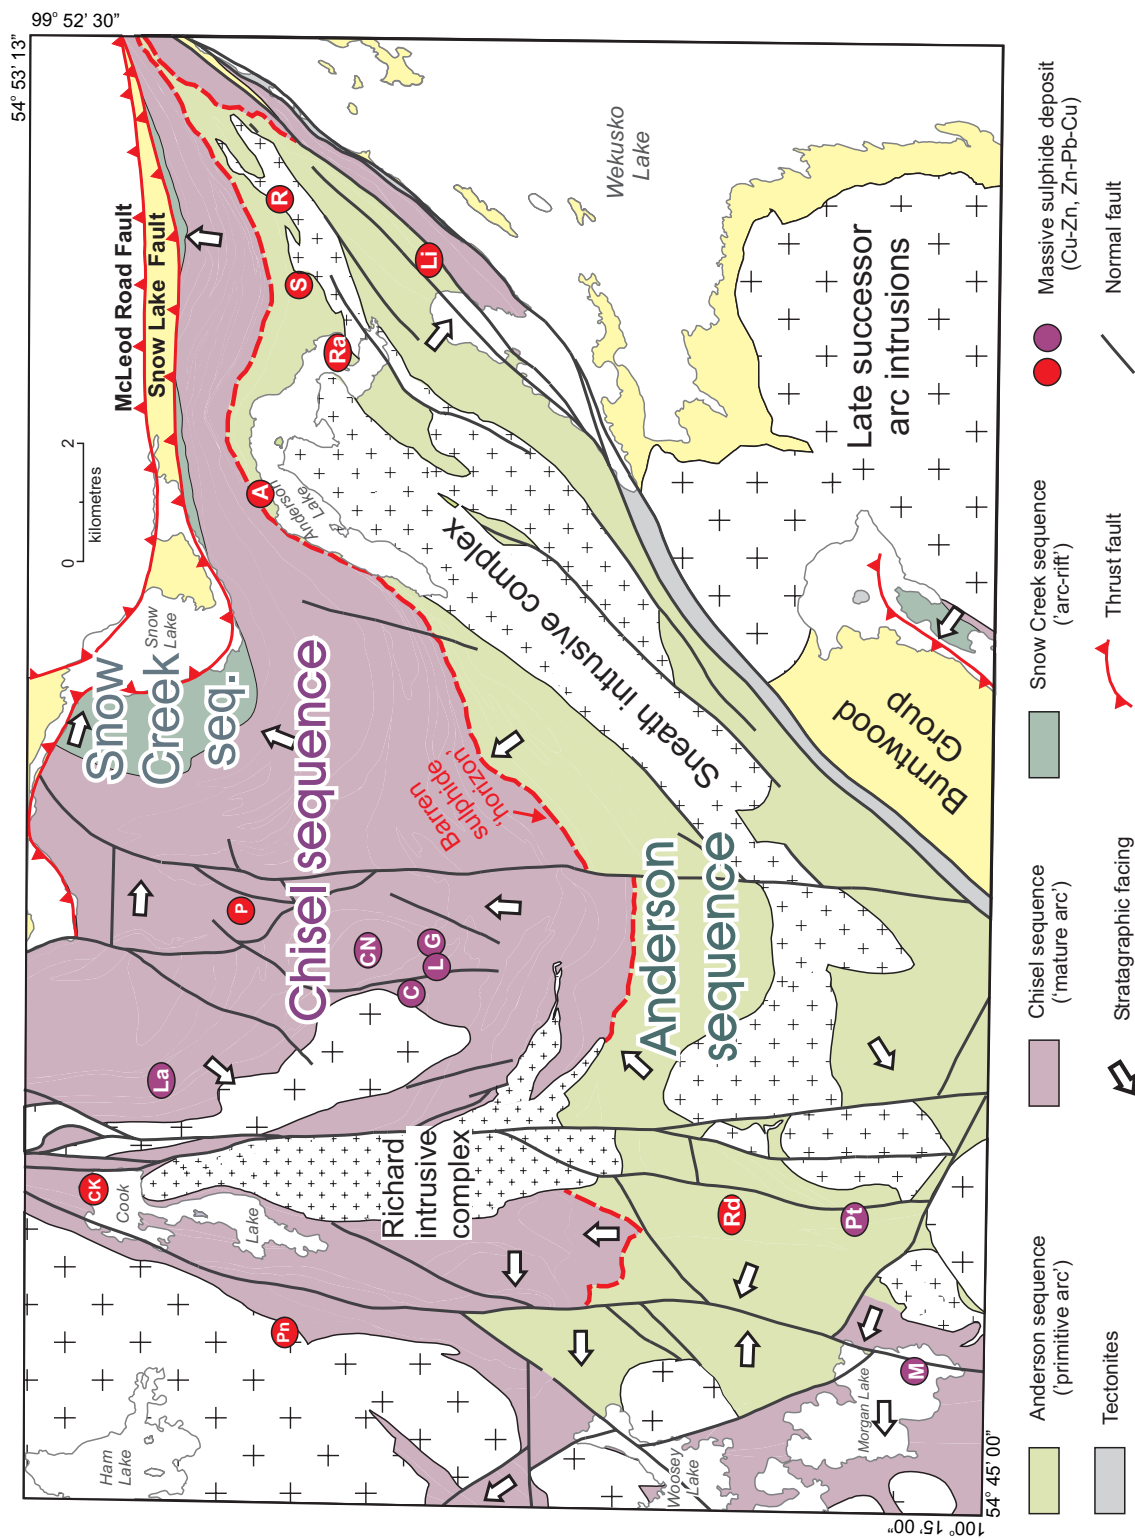 99° 52' 30"
54° 53' 13"
McLeod Road Fault
Snow Lake Fault
2
0
kilometres
Wekusko
Lake
Late successor
arc intrusions
R
S
Li
Ra
A
Anderson
Lake
Snow
Lake
Snow
Creek
seq.
Chisel sequence
Barren
sulphide
'horizon'
Sneath intrusive complex
Burntwood
Group
Anderson
sequence
P
CN
G
L
C
La
Richard
intrusive
complex
CK
Cook
Lake
Rd
Pt
Pn
M
Ham
Lake
Morgan Lake
Woosey
Lake
54° 45' 00"
100° 15' 00"
Anderson sequence
('primitive arc')
Chisel sequence
('mature arc')
Snow Creek sequence
('arc-rift')
Massive sulphide deposit
(Cu-Zn, Zn-Pb-Cu)
Tectonites
Stratagraphic facing
Thrust fault
Normal fault